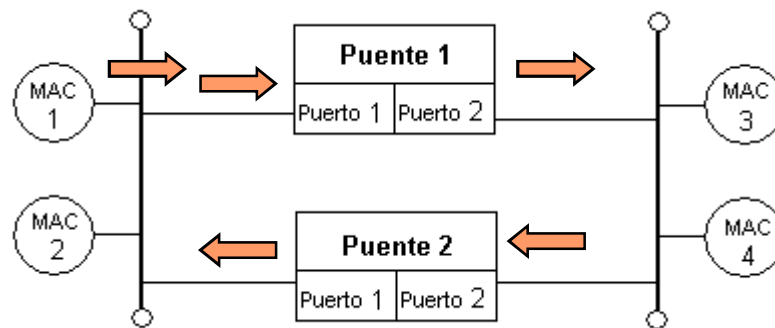 Puente 1
Puerto 1 Puerto 2
MAC
1
MAC
3
MAC
2
MAC
4
Puente 2
Puerto 1 Puerto 2